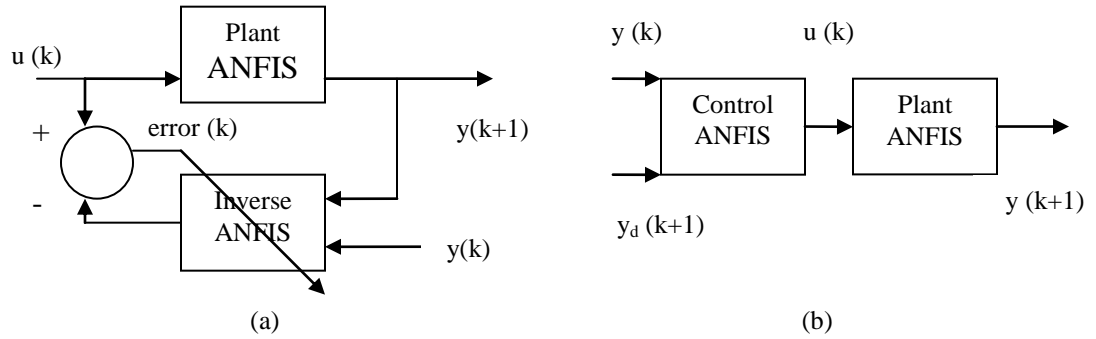 u (k)
Plant
ANFIS
+
error (k)
y(k+1)
-
Inverse
ANFIS
y(k)
(a)
y (k)
u (k)
Control
ANFIS
Plant
ANFIS
y (k+1)
yd (k+1)
(b)